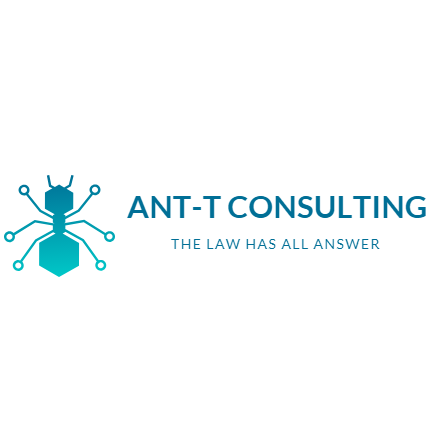 ANT-T CONSULTING
THE LAW HAS ALL ANSWER